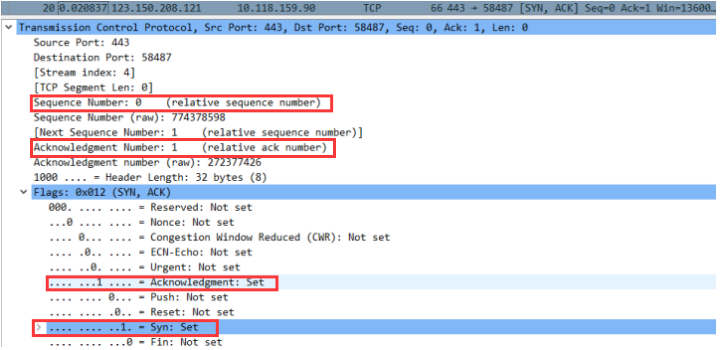 20 0.020837 123.150.208.121 10.118.159.90 TCP 66 443 → 58487 [SYN, ACK] Seq=0 Ack=1 Win=13600…
Transmission Control Protocol, Src Port: 443, Dst Port: 58487, Seq: 0, Ack: 1, Len: 0
Source Port: 443
Destination Port: 58487
[Stream index: 4]
[TCP Segment Len: 0]
Sequence Number: 0 (relative sequence number)
Sequence Number (raw): 774378598
[Next Sequence Number: 1 (relative sequence number)]
Acknowledgment Number: 1 (relative ack number)
Acknowledgment number (raw): 272377426
1000 .... = Header Length: 32 bytes (8)
Flags: 0x012 (SYN, ACK)
000. .... .... = Reserved: Not set
...0 .... .... = Nonce: Not set
.... 0... .... = Congestion Window Reduced (CWR): Not set
.... .0.. .... = ECN-Echo: Not set
.... ..0. .... = Urgent: Not set
.... ...1 .... = Acknowledgment: Set
.... .... 0... = Push: Not set
.... .... .0.. = Reset: Not set
.... .... ..1. = Syn: Set
.... .... ...0 = Fin: Not set